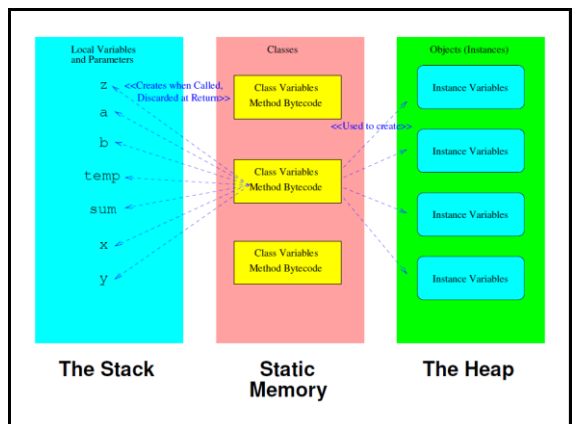 Local Variables
and Parameters
z
a
b
temp
sum
x
y
The Stack
Classes
<<Creates when Called,
Discarded at Return>>
Class Variables
Method Bytecode
Class Variables
Method Bytecode
Class Variables
Method Bytecode
Static
Memory
Objects (Instances)
<<Used to create>>
Instance Variables
Instance Variables
Instance Variables
Instance Variables
The Heap